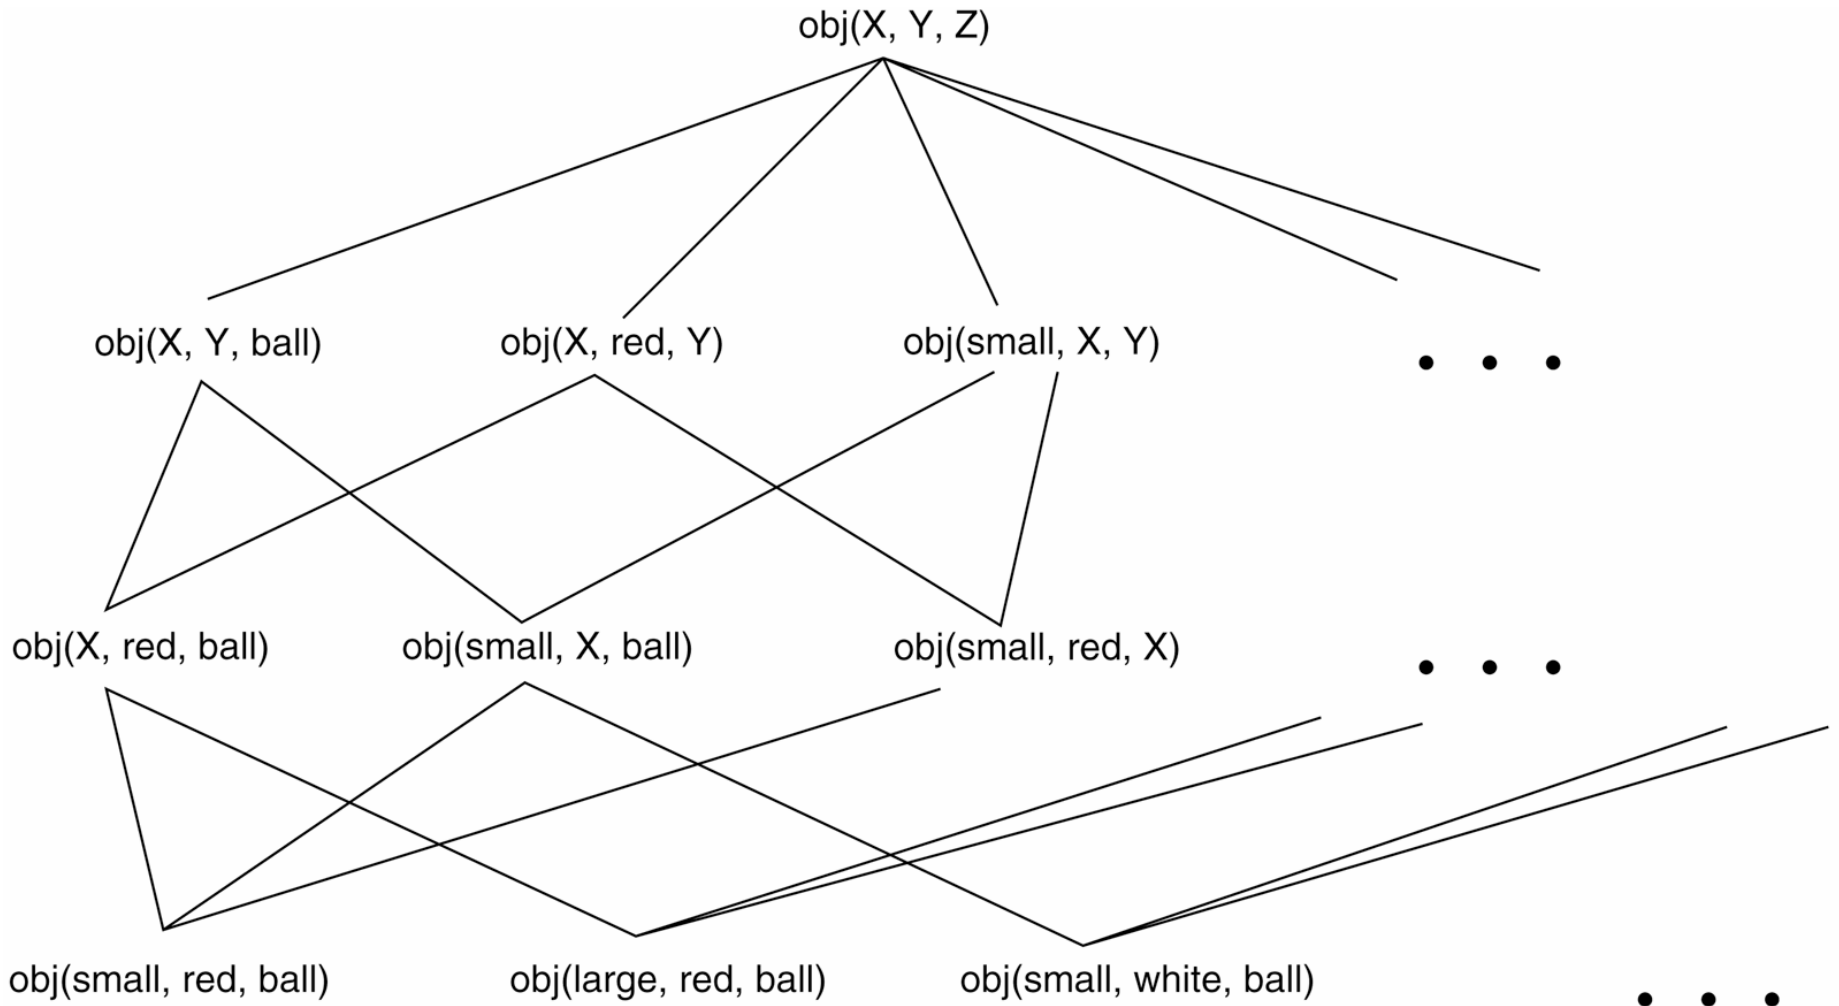 obj(X, Y, Z)
obj(X, Y, ball) obj(X, red, Y) obj(small, X, Y)
obj(X, red, ball) obj(small, X, ball) obj(small, red, X)
obj(small, red, ball) obj(large, red, ball) obj(small, white, ball)